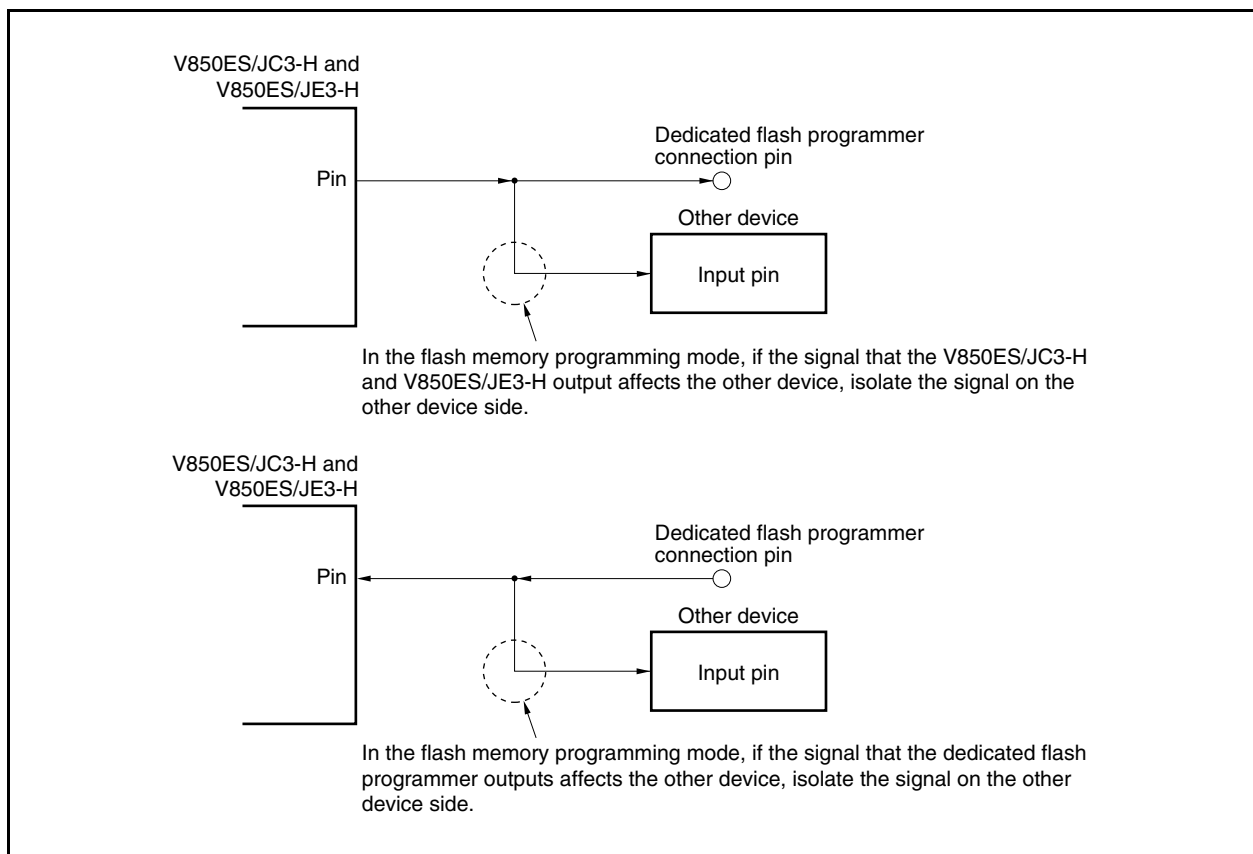 V850ES/JC3-H and
V850ES/JE3-H
Dedicated flash programmer
connection pin
Pin
Other device
Input pin
In the flash memory programming mode, if the signal that the V850ES/JC3-H
and V850ES/JE3-H output affects the other device, isolate the signal on the
other device side.
V850ES/JC3-H and
V850ES/JE3-H
Dedicated flash programmer
connection pin
Pin
Other device
Input pin
In the flash memory programming mode, if the signal that the dedicated flash
programmer outputs affects the other device, isolate the signal on the other
device side.